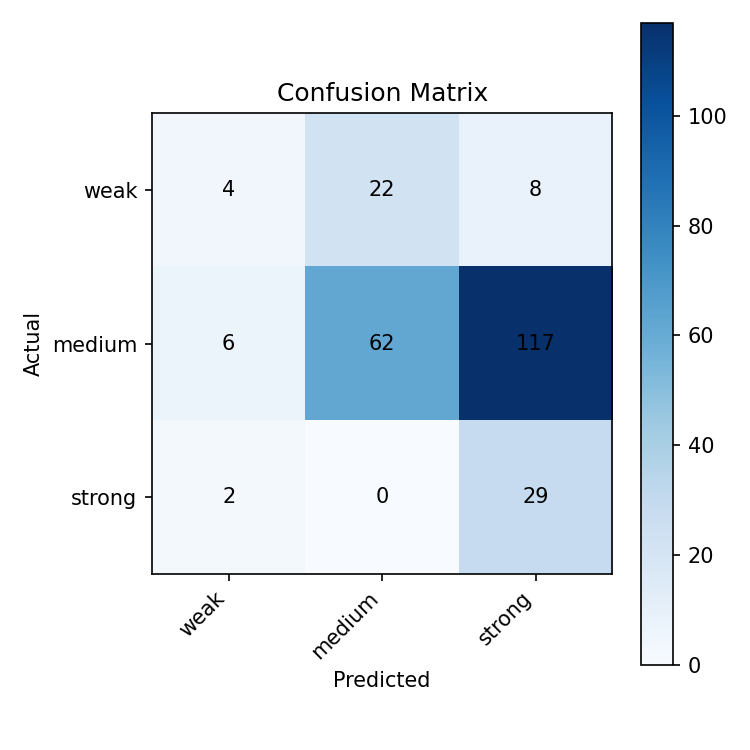 Confusion Matrix
weak 4 22 8
medium 6 62 117
strong 2 0 29
weak medium strong
Predicted
Actual
100
80
60
40
20
0